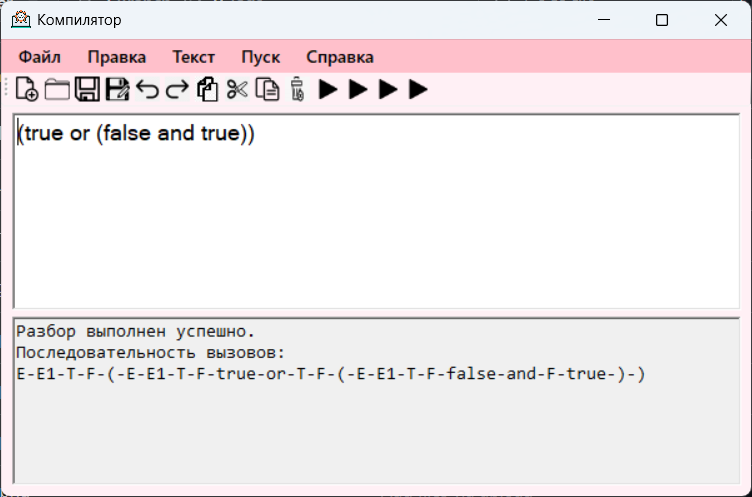 Компилятор
Файл Правка Текст Пуск Справка
(true or (false and true))
Разбор выполнен успешно.
Последовательность вызовов:
E-E1-T-F-(-E-E1-T-F-true-or-T-F-(-E-E1-T-F-false-and-F-true-)-)